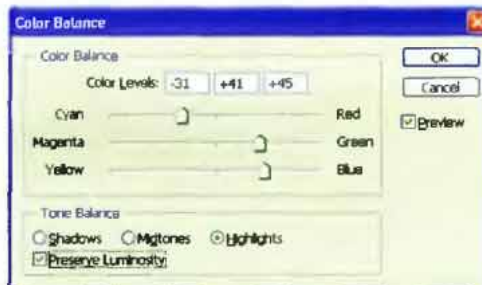 Color Balance
Color Balance
Color Levels: -31 +41 +45
Cyan Red
Magenta Green
Yellow Blue
Tone Balance
Shadows Midtones Highlights
Preserve Luminosity
OK
Cancel
Preview